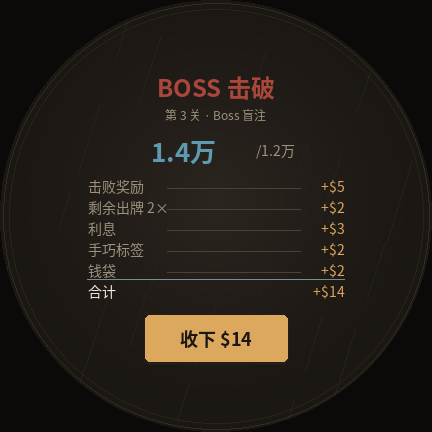 BOSS 击破
第 3 关 · Boss 盲注
1.4万 /1.2万
击败奖励 +$5
剩余出牌 2× +$2
利息 +$3
手巧标签 +$2
钱袋 +$2
合计 +$14
收下 $14